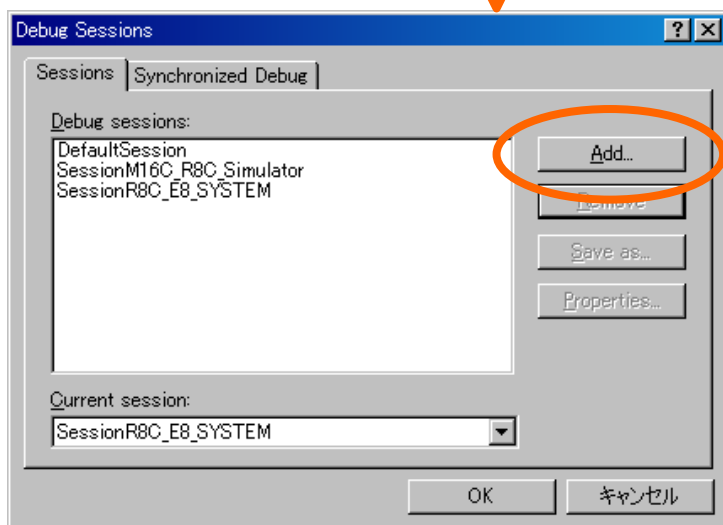 Debug Sessions
Sessions
Synchronized Debug
Debug sessions:
DefaultSession
SessionM16C_R8C_Simulator
SessionR8C_E8_SYSTEM
Add...
Remove
Save as...
Properties...
Current session:
SessionR8C_E8_SYSTEM
OK
キャンセル